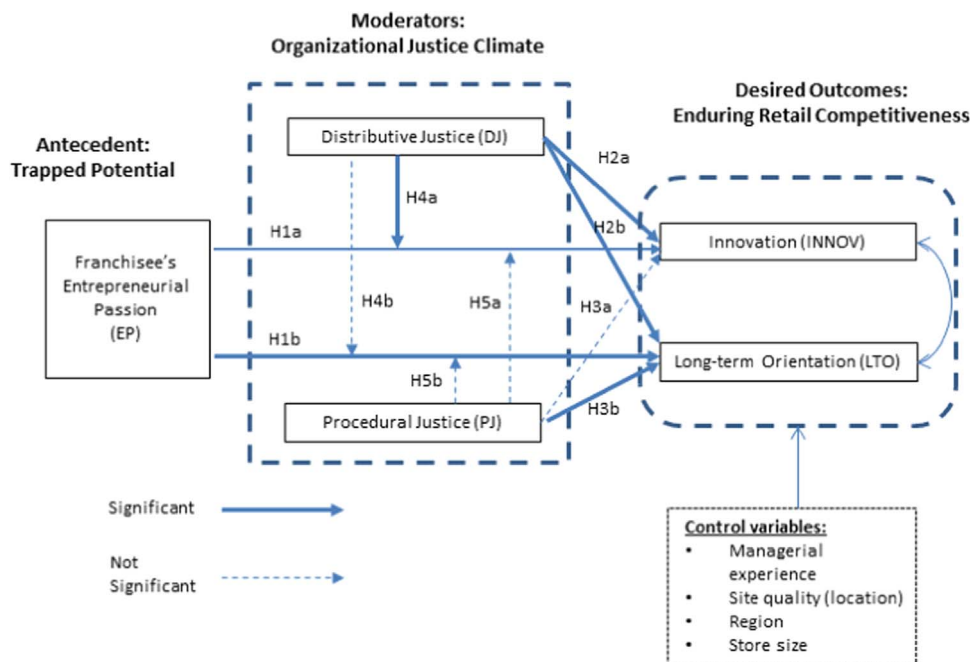 Moderators:
Organizational Justice Climate
Desired Outcomes:
Enduring Retail Competitiveness
Antecedent:
Trapped Potential
Distributive Justice (DJ)
H2a
H4a
H2b
H1a
Innovation (INNOV)
Franchisee's
Entrepreneurial
Passion
(EP)
H4b
H5a
H3a
H1b
Long-term Orientation (LTO)
H5b
H3b
Procedural Justice (PJ)
Significant
Not
Significant
Control variables:
• Managerial
experience
• Site quality (location)
• Region
• Store size